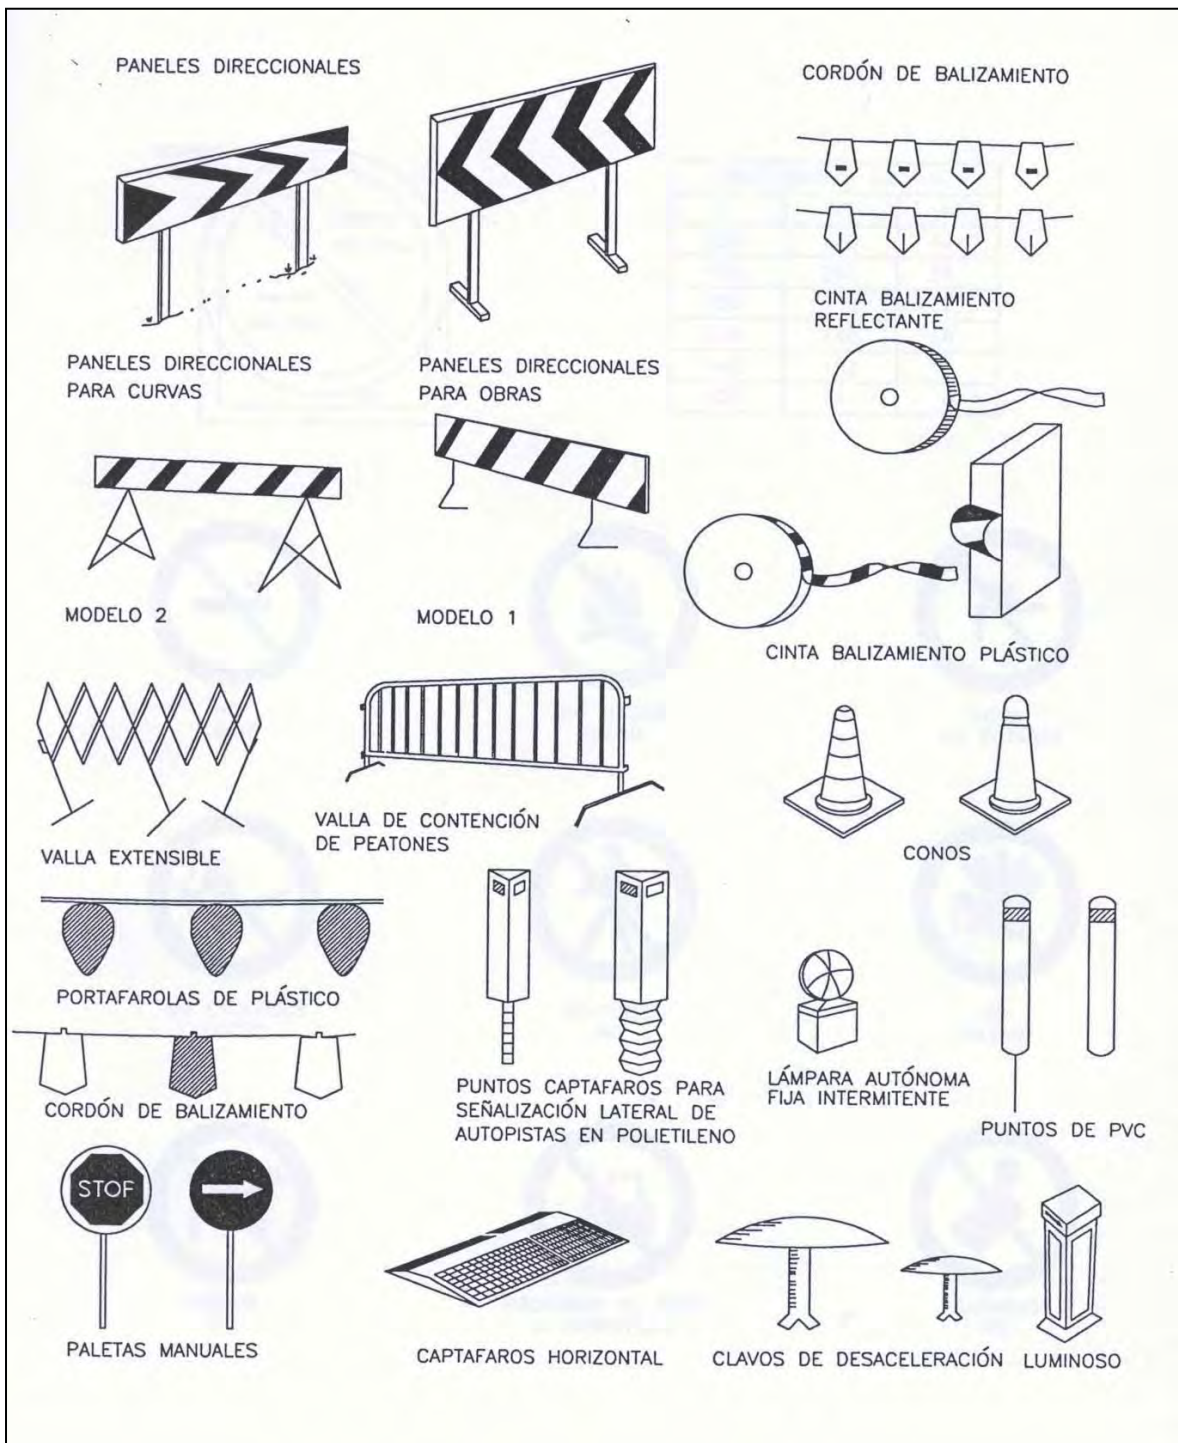 PANELES DIRECCIONALES
CORDÓN DE BALIZAMIENTO
CINTA BALIZAMIENTO
REFLECTANTE
PANELES DIRECCIONALES
PARA CURVAS
PANELES DIRECCIONALES
PARA OBRAS
MODELO 2
MODELO 1
CINTA BALIZAMIENTO PLÁSTICO
VALLA EXTENSIBLE
VALLA DE CONTENCIÓN
DE PEATONES
CONOS
PORTAFAROLAS DE PLÁSTICO
CORDÓN DE BALIZAMIENTO
PUNTOS CAPTAFAROS PARA
SEÑALIZACIÓN LATERAL DE
AUTOPISTAS EN POLIETILENO
LÁMPARA AUTÓNOMA
FIJA INTERMITENTE
PUNTOS DE PVC
STOF
PALETAS MANUALES
CAPTAFAROS HORIZONTAL
CLAVOS DE DESACELERACIÓN
LUMINOSO